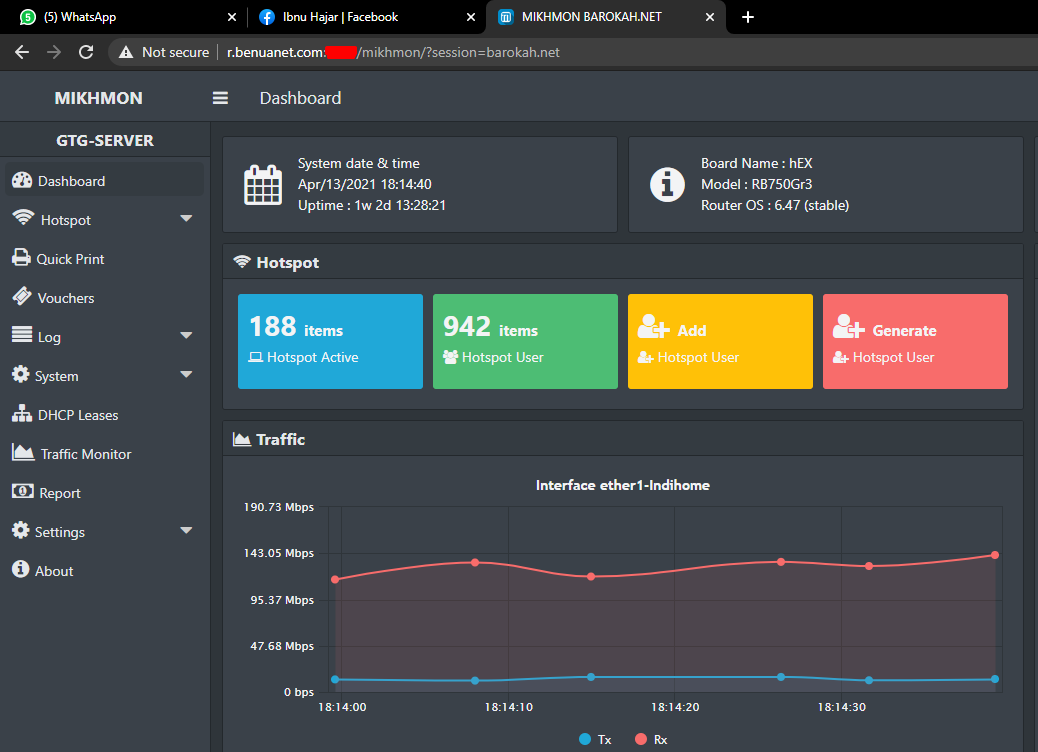 (5) WhatsApp
Ibnu Hajar | Facebook
MIKHMON BAROKAH.NET
Not secure
r.benuanet.com:
/mikhmon/?session=barokah.net
MIKHMON
Dashboard
GTG-SERVER
Dashboard
Hotspot
Quick Print
Vouchers
Log
System
DHCP Leases
Traffic Monitor
Report
Settings
About
System date & time
Apr/13/2021 18:14:40
Uptime : 1w 2d 13:28:21
Board Name : hEX
Model : RB750Gr3
Router OS : 6.47 (stable)
Hotspot
188 items
Hotspot Active
942 items
Hotspot User
Add
Hotspot User
Generate
Hotspot User
Traffic
Interface ether1-Indihome
190.73 Mbps
143.05 Mbps
95.37 Mbps
47.68 Mbps
0 bps
18:14:00 18:14:10 18:14:20 18:14:30
Tx Rx